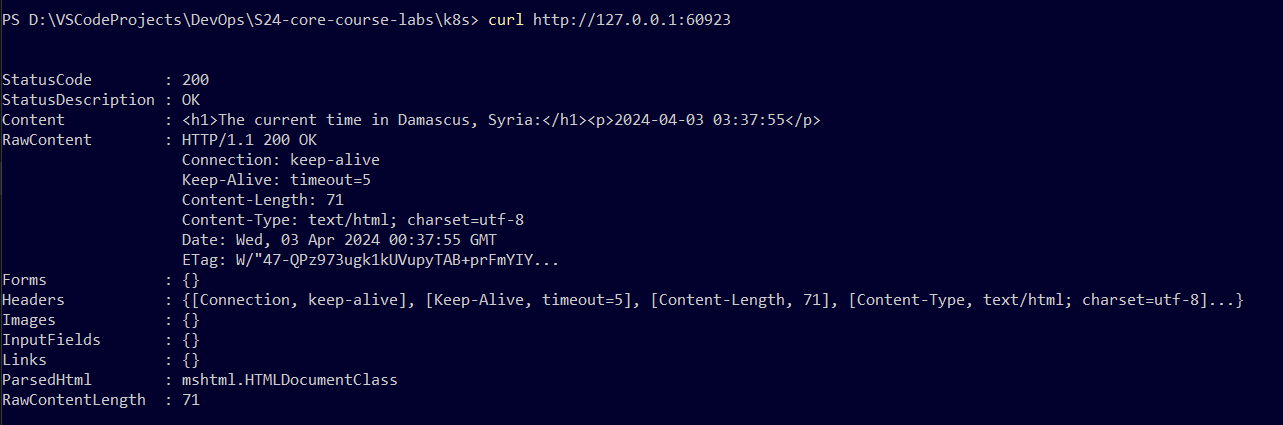 PS D:\VSCodeProjects\DevOps\S24-core-course-labs\k8s> curl http://127.0.0.1:60923
StatusCode        : 200
StatusDescription : OK
Content           : <h1>The current time in Damascus, Syria:</h1><p>2024-04-03 03:37:55</p>
RawContent        : HTTP/1.1 200 OK
                    Connection: keep-alive
                    Keep-Alive: timeout=5
                    Content-Length: 71
                    Content-Type: text/html; charset=utf-8
                    Date: Wed, 03 Apr 2024 00:37:55 GMT
                    ETag: W/"47-QPz973ugk1kUVupyTAB+prFmYIY...
Forms             : {}
Headers           : {[Connection, keep-alive], [Keep-Alive, timeout=5], [Content-Length, 71], [Content-Type, text/html; charset=utf-8]...}
Images            : {}
InputFields       : {}
Links             : {}
ParsedHtml        : mshtml.HTMLDocumentClass
RawContentLength  : 71